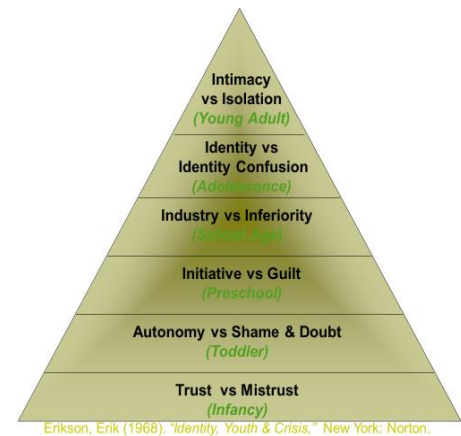 Intimacy
vs Isolation
(Young Adult)
Identity vs
Identity Confusion
(Adolescence)
Industry vs Inferiority
(School Age)
Initiative vs Guilt
(Preschool)
Autonomy vs Shame & Doubt
(Toddler)
Trust vs Mistrust
(Infancy)
Erikson, Erik (1968). “Identity, Youth & Crisis,” New York: Norton.